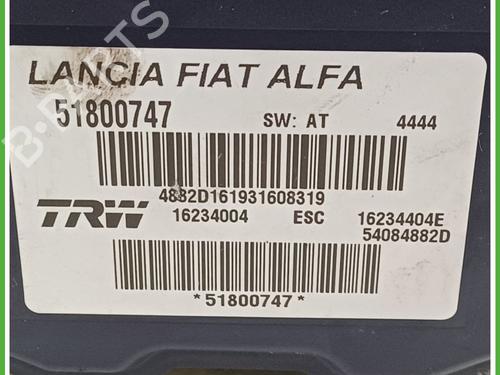 LANCIA FIAT ALFA
51800747 SW: AT 4444
4882D161931608319
TRW 16234004 ESC 16234404E
54084882D
*51800747*
B-PARTS